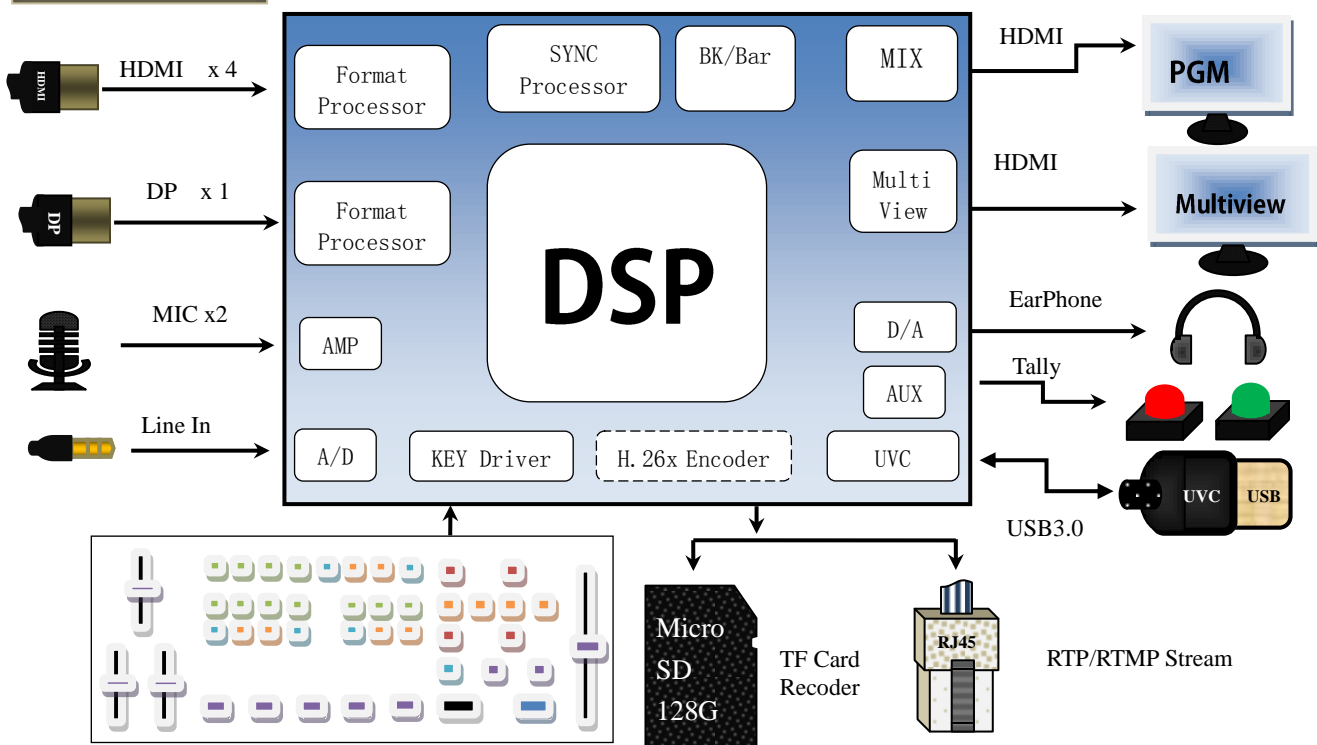 HDMI
HDMI x 4
Format
Processor
SYNC
Processor
BK/Bar
MIX
HDMI
PGM
DP
DP x 1
Format
Processor
DSP
Multi
View
HDMI
Multiview
MIC x2
AMP
D/A
EarPhone
AUX
Tally
Line In
A/D
KEY Driver
H.26x Encoder
UVC
USB3.0
UVC
USB
Micro
SD
128G
TF Card
Recoder
RJ45
RTP/RTMP Stream